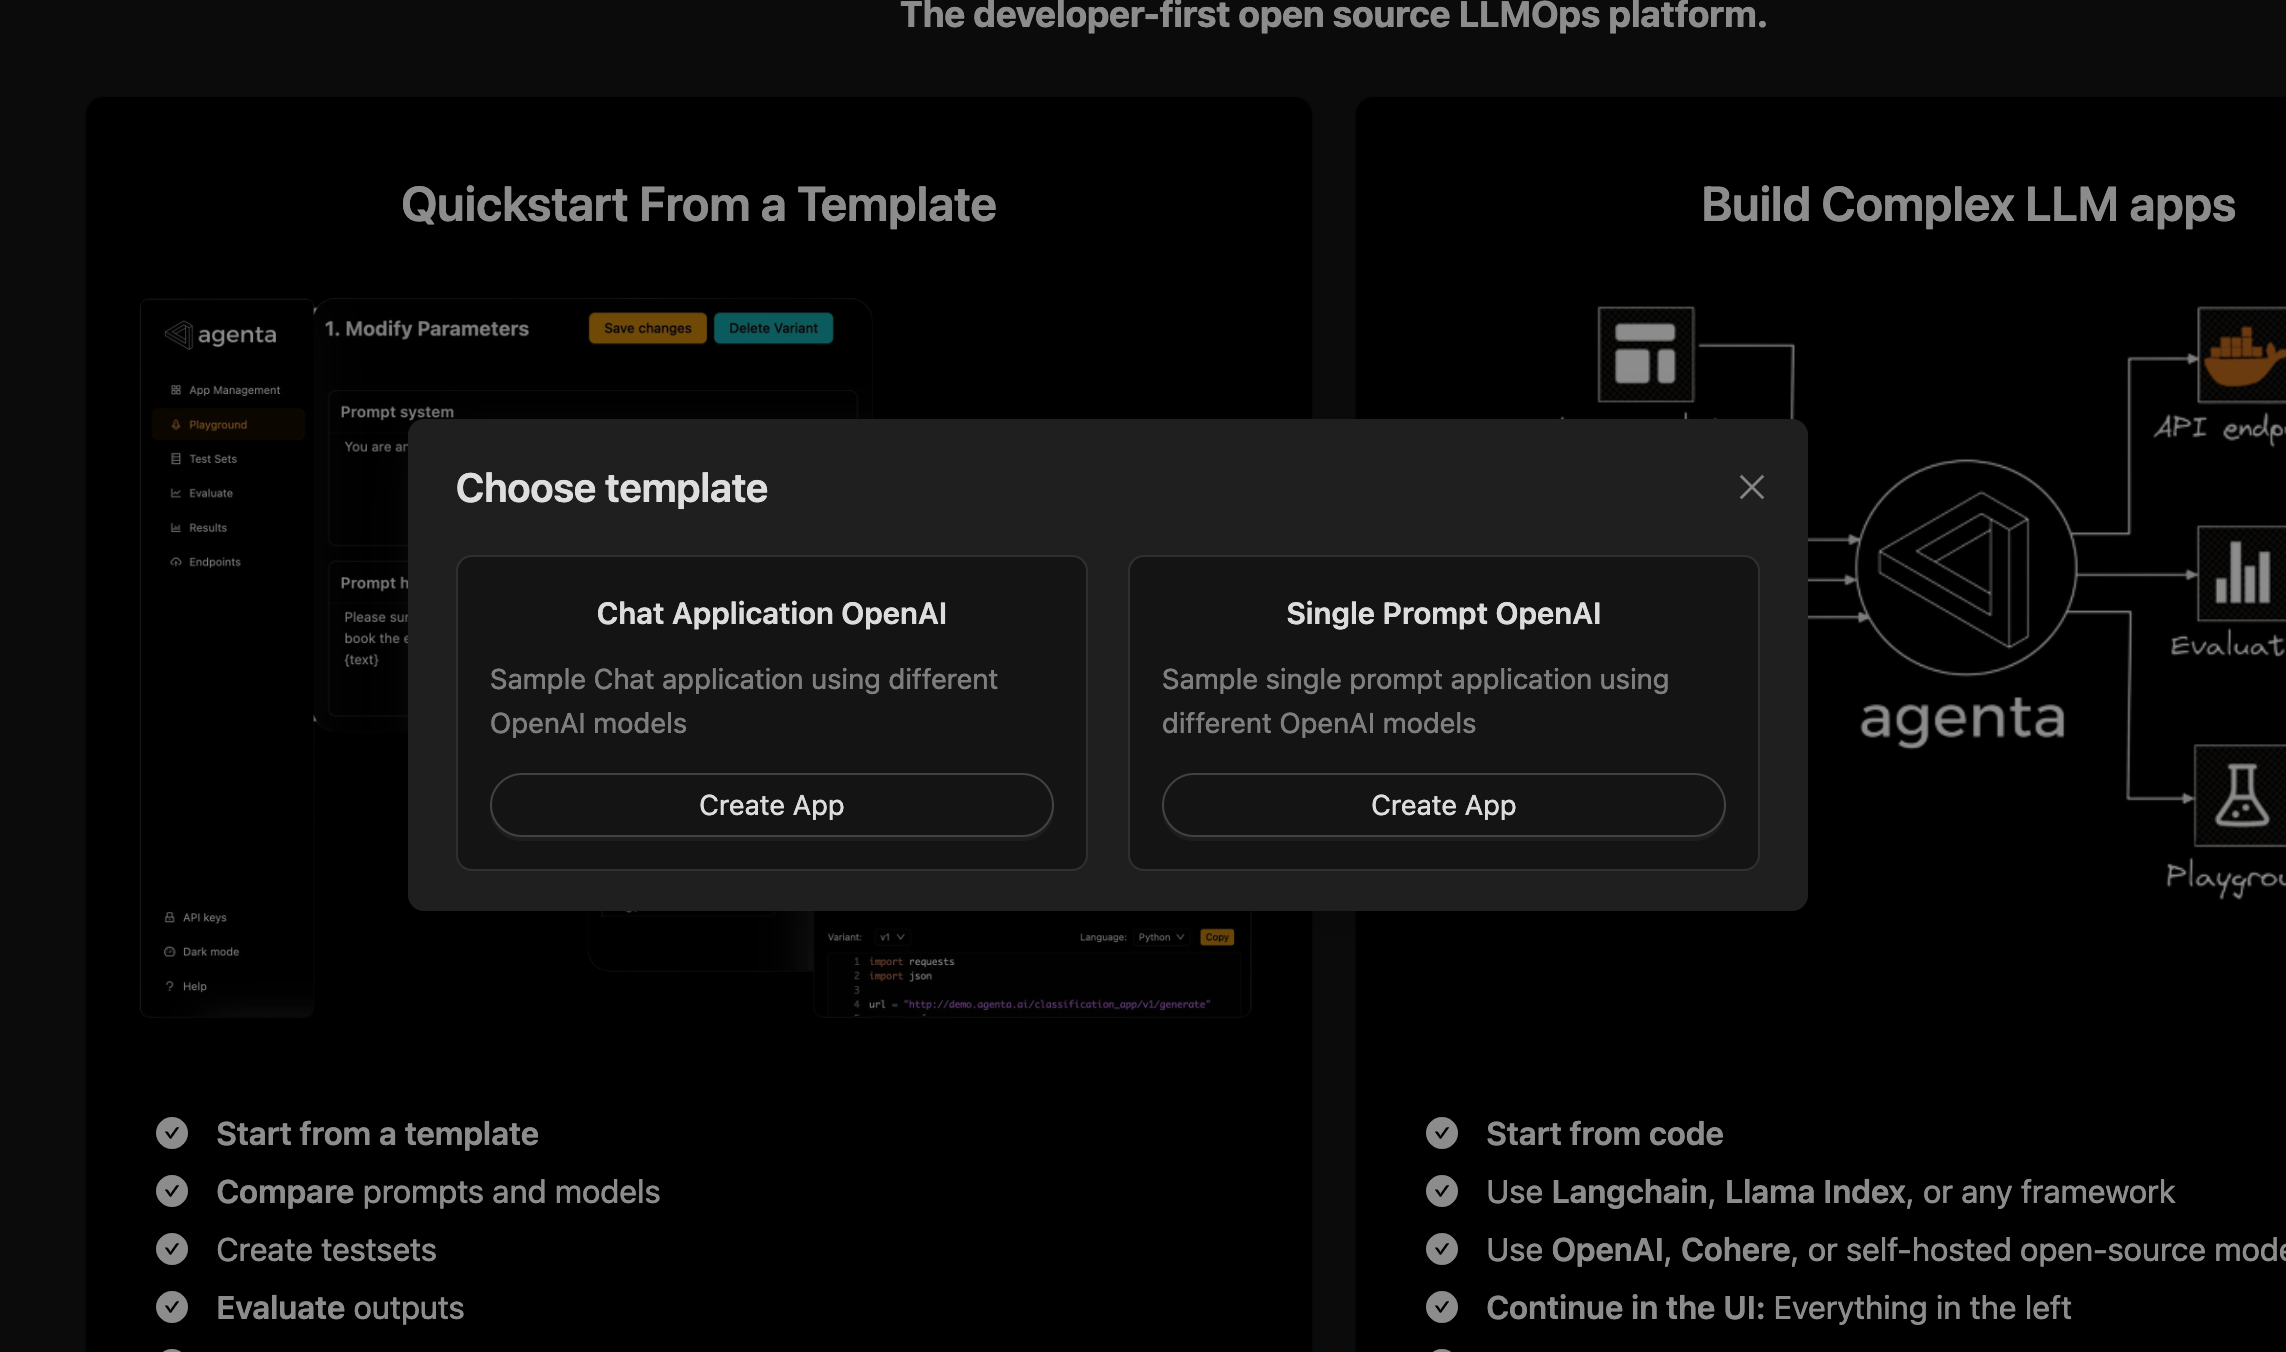 The developer-first open source LLMOps platform.
Quickstart From a Template
agenta
App Management
Playground
Test Sets
Evaluate
Results
Endpoints
API keys
Dark mode
? Help
1. Modify Parameters
Save changes
Delete Variant
Prompt system
You are
Prompt
Please
book the
{text}
Choose template
Chat Application OpenAI
Sample Chat application using different
OpenAI models
Create App
Single Prompt OpenAI
Sample single prompt application using
different OpenAI models
Create App
Variant: v1
Language: Python
Copy
1 import requests
2 import json
3
4 url = "http://demo.agenta.ai/classification_app/v1/generate"
Start from a template
Compare prompts and models
Create testsets
Evaluate outputs
Build Complex LLM apps
API endp
agenta
Evaluat
Playgrou
Start from code
Use Langchain, Llama Index, or any framework
Use OpenAI, Cohere, or self-hosted open-source mode
Continue in the UI: Everything in the left